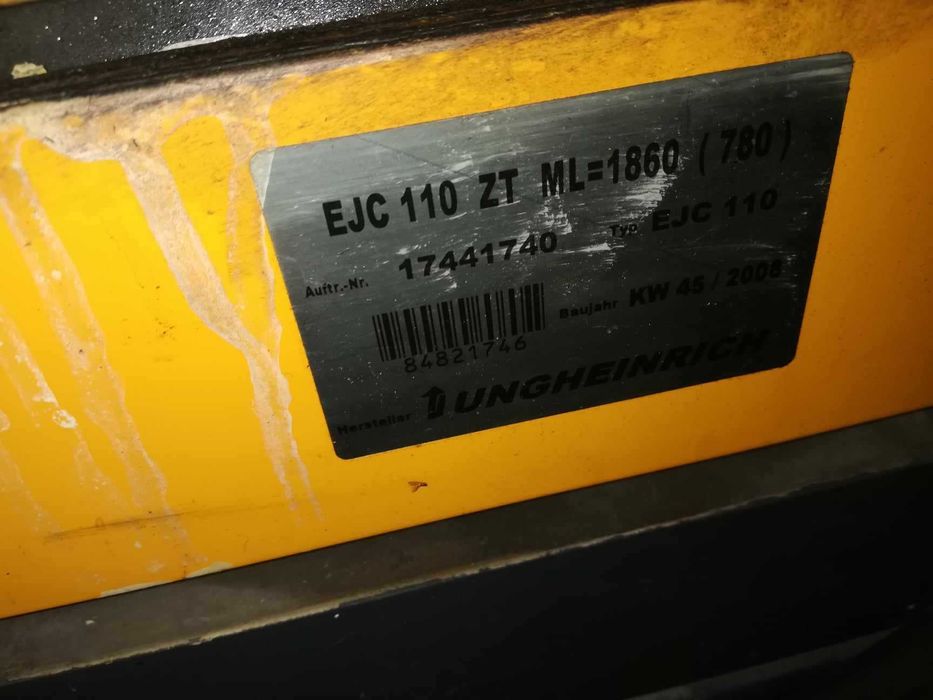 EJC 110 ZT ML=1860 (780)
Auftr.-Nr. 17441740 Typ EJC 110
84821746 Baujahr KW 45 / 2008
Hersteller JUNGHEINRICH